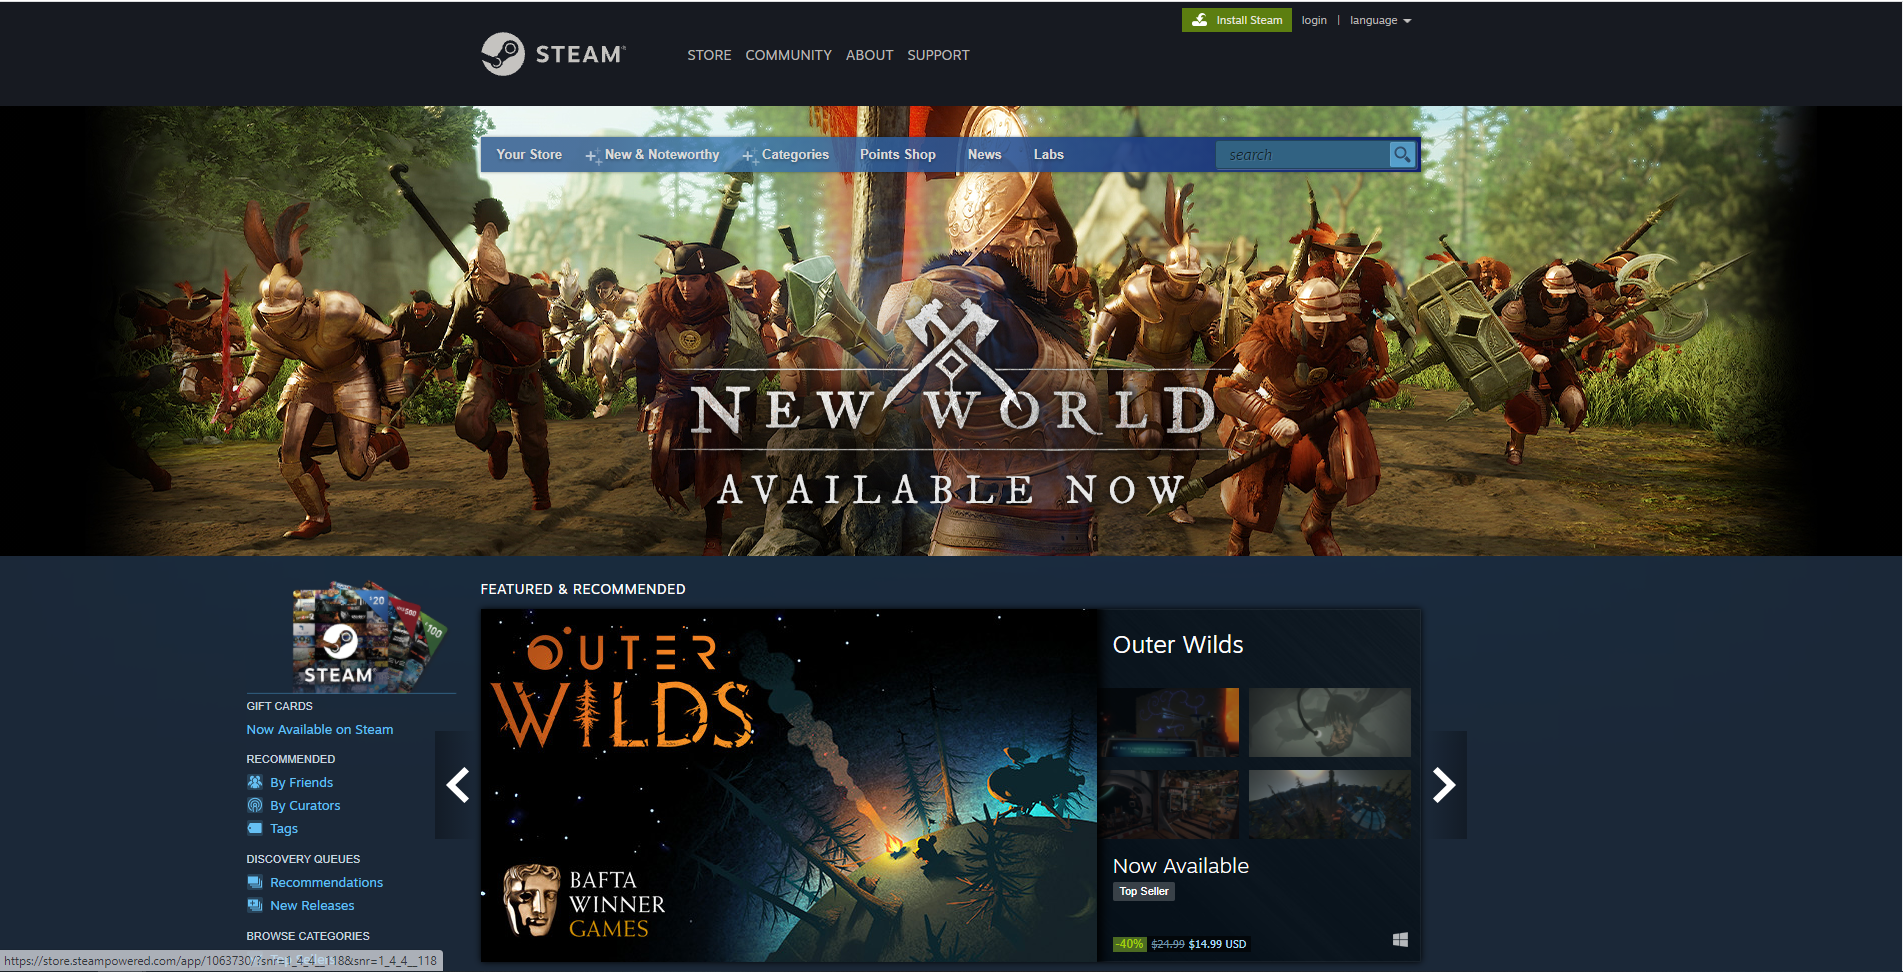 Install Steam
login | language
STEAM®
STORE COMMUNITY ABOUT SUPPORT
Your Store New & Noteworthy Categories Points Shop News Labs
search
NEW WORLD
AVAILABLE NOW
$20
$100
STEAM
GIFT CARDS
Now Available on Steam
RECOMMENDED
By Friends
By Curators
Tags
DISCOVERY QUEUES
Recommendations
New Releases
BROWSE CATEGORIES
FEATURED & RECOMMENDED
OUTER
WILDS
BAFTA
WINNER
GAMES
Outer Wilds
Now Available
Top Seller
-40% $24.99 $14.99 USD
https://store.steampowered.com/app/1063730/?snr=1_4_4__118&snr=1_4_4__118